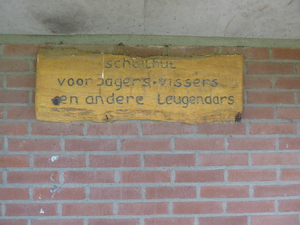 schuilhut
voor Jagers. vissers
en andere Leugenaars